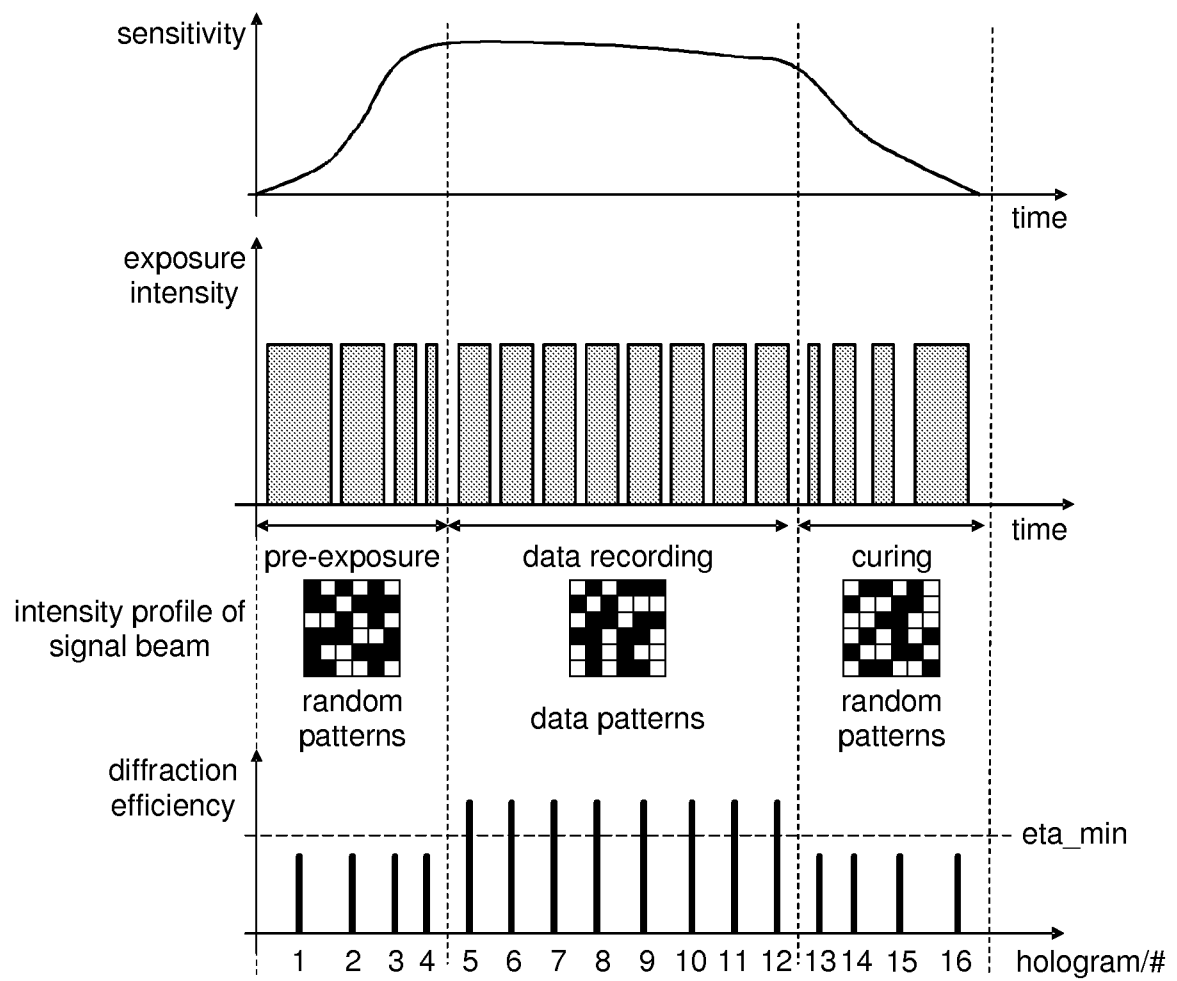 sensitivity
time
exposure
intensity
time
pre-exposure data recording curing
intensity profile of
signal beam
random
patterns
data patterns
random
patterns
diffraction
efficiency
eta_min
1 2 3 4 5 6 7 8 9 10 11 12 13 14 15 16 hologram/#